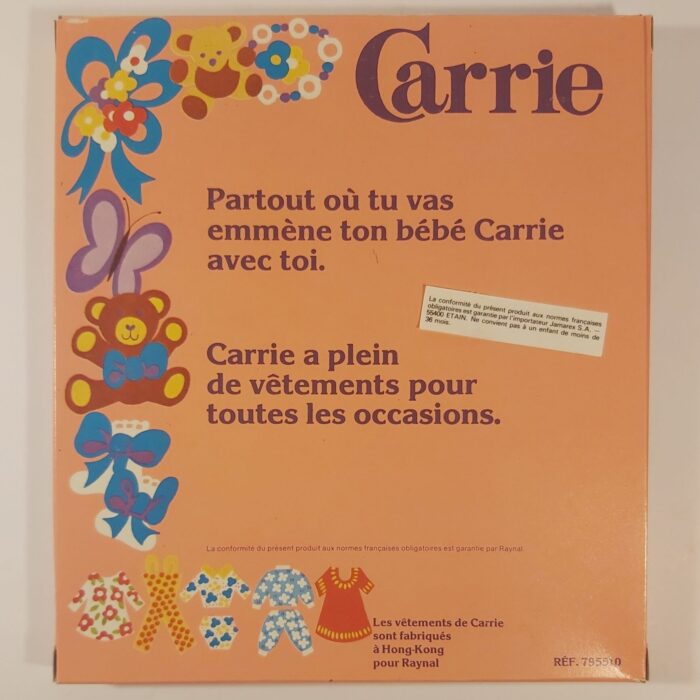 Carrie
Partout où tu vas
emmène ton bébé Carrie
avec toi.
La conformité du présent produit aux normes françaises
obligatoires est garantie par l'importateur Jamarex S.A. —
55400 ETAIN. Ne convient pas à un enfant de moins de
36 mois.
Carrie a plein
de vêtements pour
toutes les occasions.
La conformité du présent produit aux normes françaises obligatoires est garantie par Raynal.
Les vêtements de Carrie
sont fabriqués
à Hong-Kong
pour Raynal
RÉF. 785510